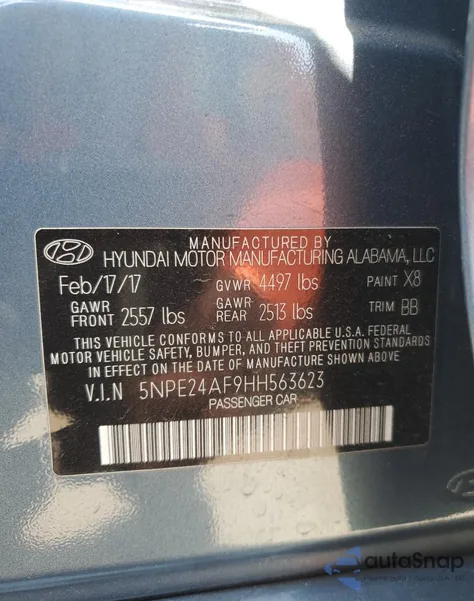 MANUFACTURED BY
HYUNDAI MOTOR MANUFACTURING ALABAMA, LLC
Feb/17/17 GVWR 4497 lbs PAINT X8
GAWR FRONT 2557 lbs GAWR REAR 2513 lbs TRIM BB
THIS VEHICLE CONFORMS TO ALL APPLICABLE U.S.A. FEDERAL
MOTOR VEHICLE SAFETY, BUMPER, AND THEFT PREVENTION STANDARDS
IN EFFECT ON THE DATE OF MANUFACTURE SHOWN ABOVE.
V.I.N 5NPE24AF9HH563623
PASSENGER CAR
autoSnap